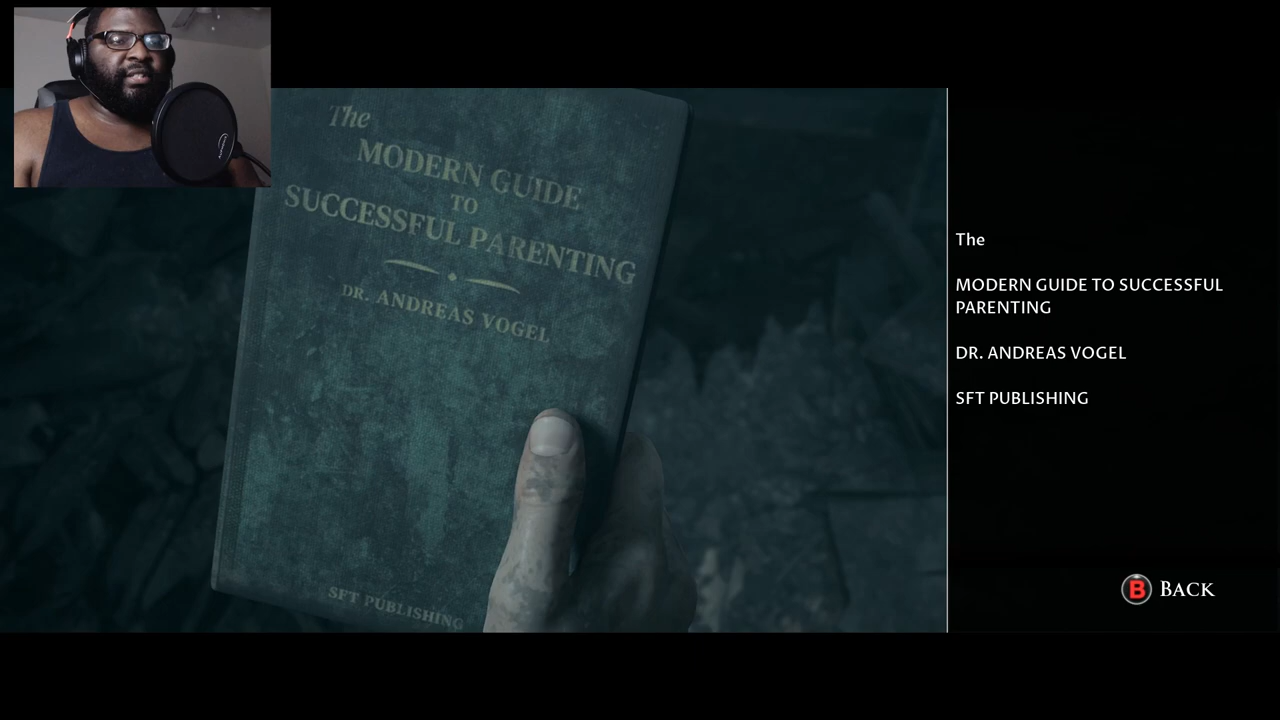 The
MODERN GUIDE
TO
SUCCESSFUL PARENTING
DR. ANDREAS VOGEL
SFT PUBLISHING
The
MODERN GUIDE TO SUCCESSFUL
PARENTING
DR. ANDREAS VOGEL
SFT PUBLISHING
B BACK